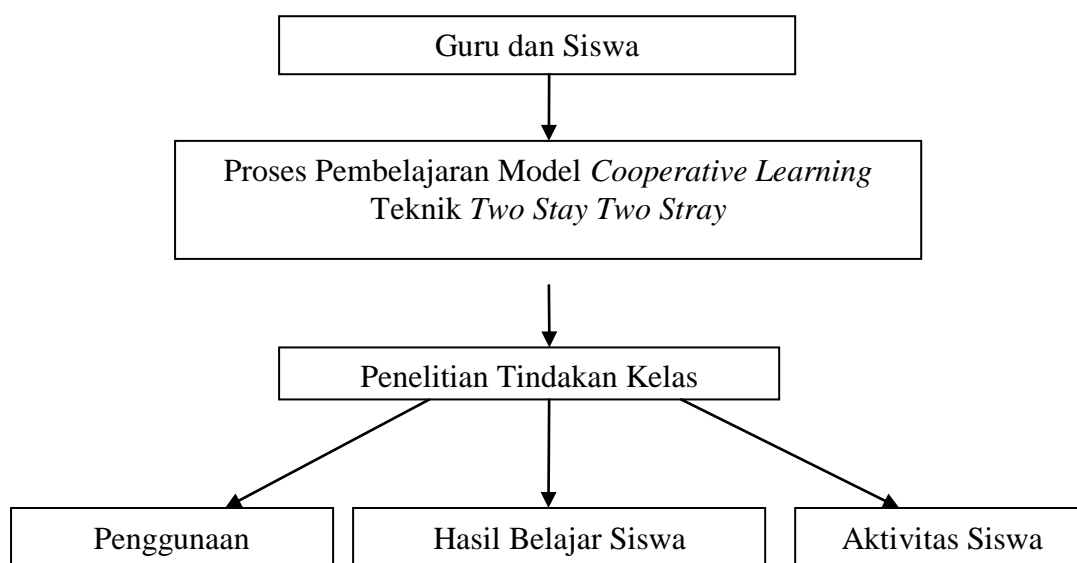 Guru dan Siswa
Proses Pembelajaran Model Cooperative Learning
Teknik Two Stay Two Stray
Penelitian Tindakan Kelas
Penggunaan
Hasil Belajar Siswa
Aktivitas Siswa